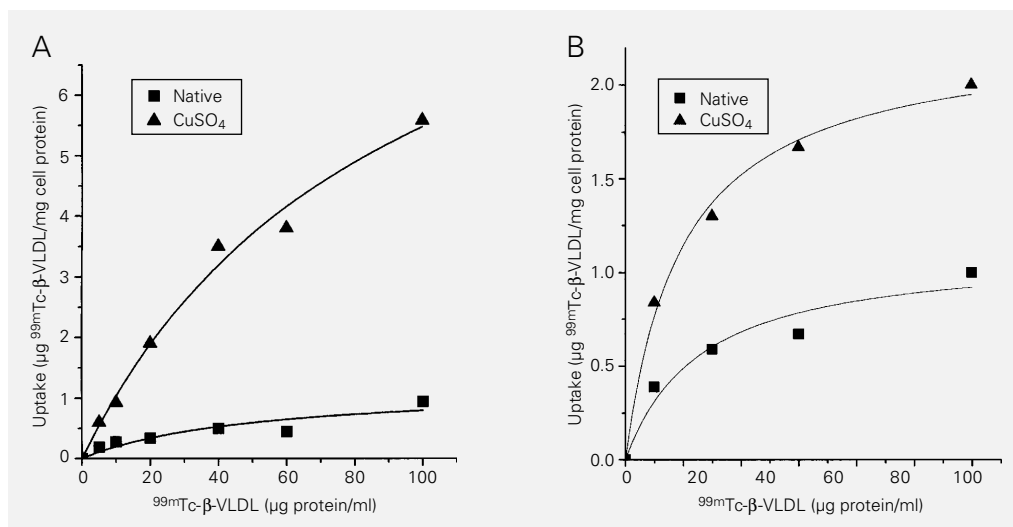 A
Native
CuSO₄
6
5
4
3
2
1
0
0
20
40
60
80
100
Uptake (µg ⁹⁹ᵐTc-β-VLDL/mg cell protein)
⁹⁹ᵐTc-β-VLDL (µg protein/ml)
B
Native
CuSO₄
2.0
1.5
1.0
0.5
0.0
0
20
40
60
80
100
Uptake (µg ⁹⁹ᵐTc-β-VLDL/mg cell protein)
⁹⁹ᵐTc-β-VLDL (µg protein/ml)